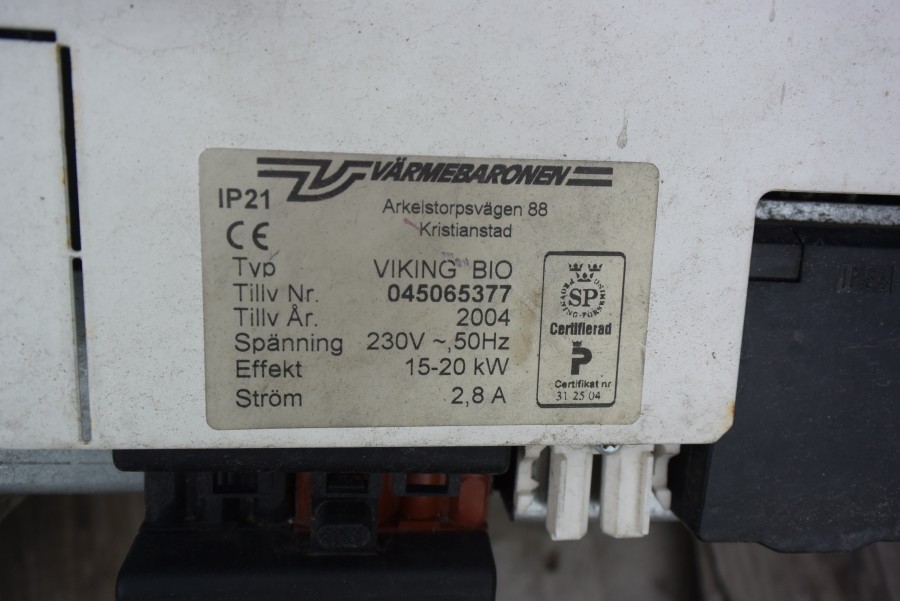 VÄRMEBARONEN
IP21
Arkelstorpsvägen 88
Kristianstad
CE
Typ VIKING BIO
Tillv Nr. 045065377
Tillv År. 2004
Spänning 230V ~,50Hz
Effekt 15-20 kW
Ström 2,8 A
SP
Certifierad
P
Certifikat nr
31 25 04